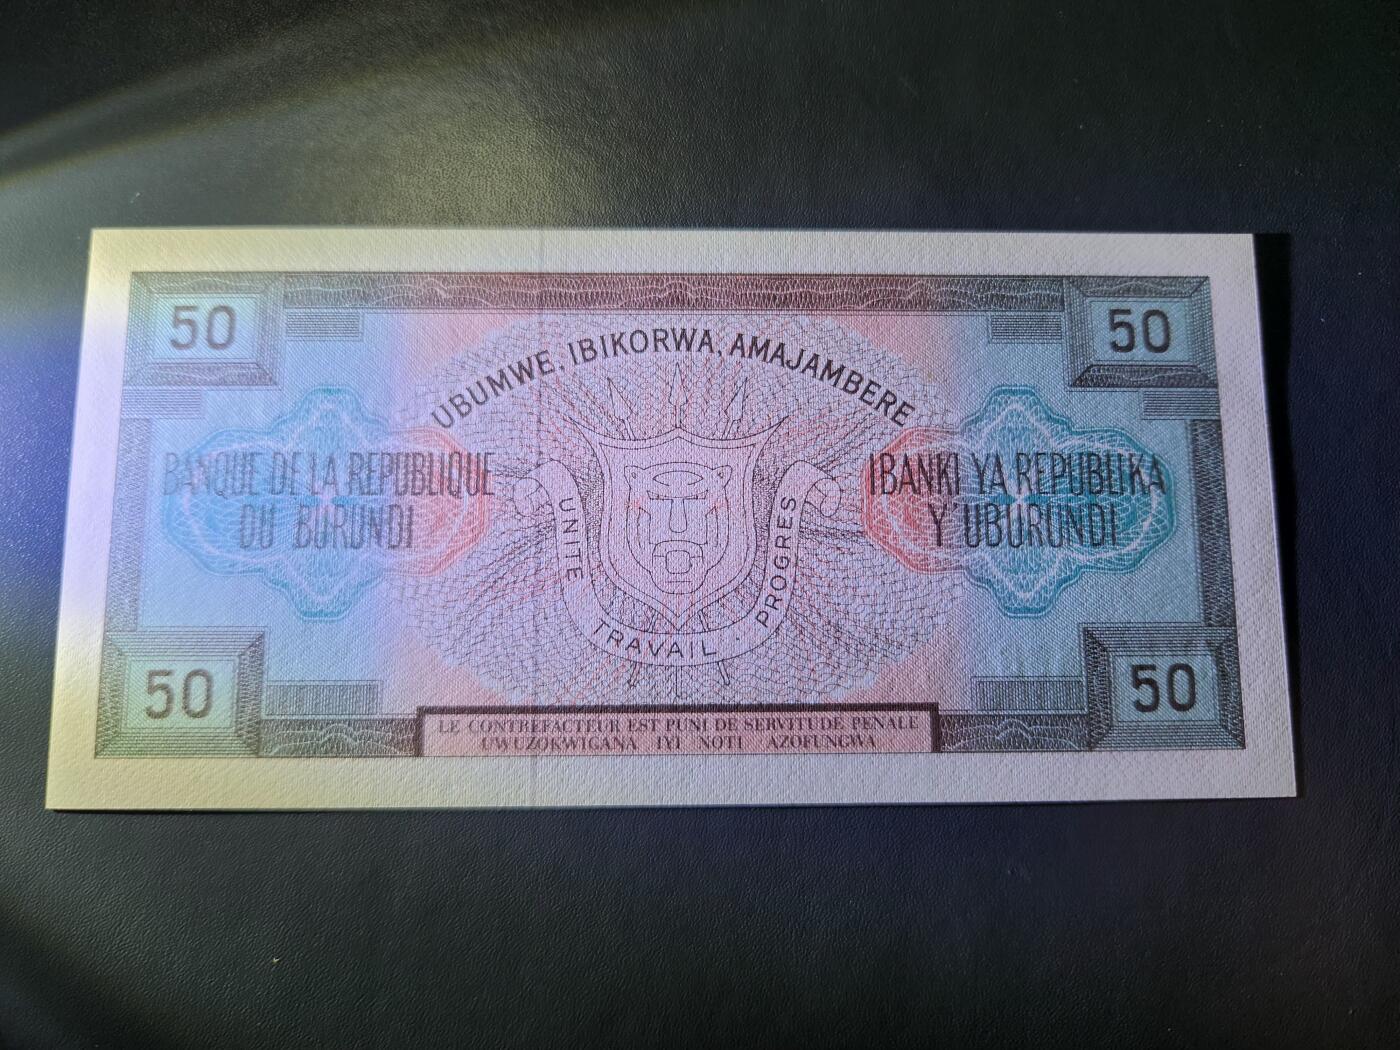 50
50
UBUMWE, IBIKORWA, AMAJAMBERE
BANQUE DE LA REPUBLIQUE
DU BURUNDI
IBANKI YA REPUBLIKA
Y'UBURUNDI
UNITE
TRAVAIL . PROGRES
50
50
LE CONTREFACTEUR EST PUNI DE SERVITUDE PENALE
UWUZOKWIGANA IYI NOTI AZOFUNGWA